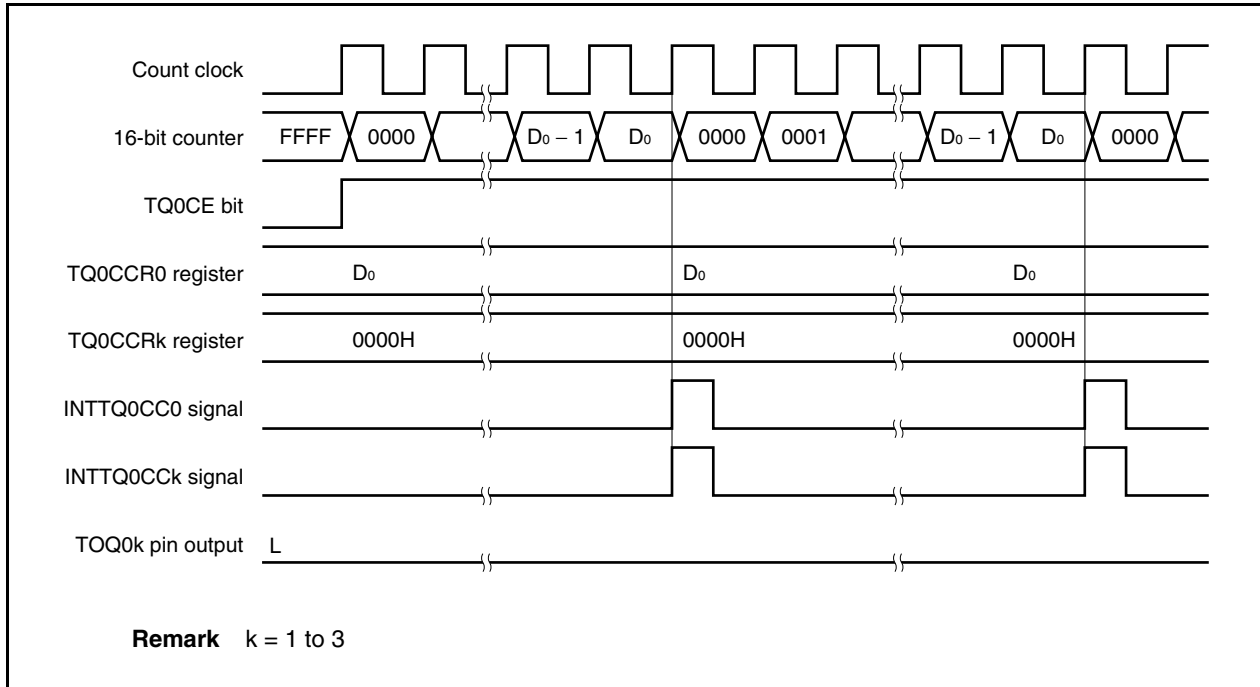 Count clock
16-bit counter FFFF 0000 D0 − 1 D0 0000 0001 D0 − 1 D0 0000
TQ0CE bit
TQ0CCR0 register D0 D0 D0
TQ0CCRk register 0000H 0000H 0000H
INTTQ0CC0 signal
INTTQ0CCk signal
TOQ0k pin output L
Remark k = 1 to 3